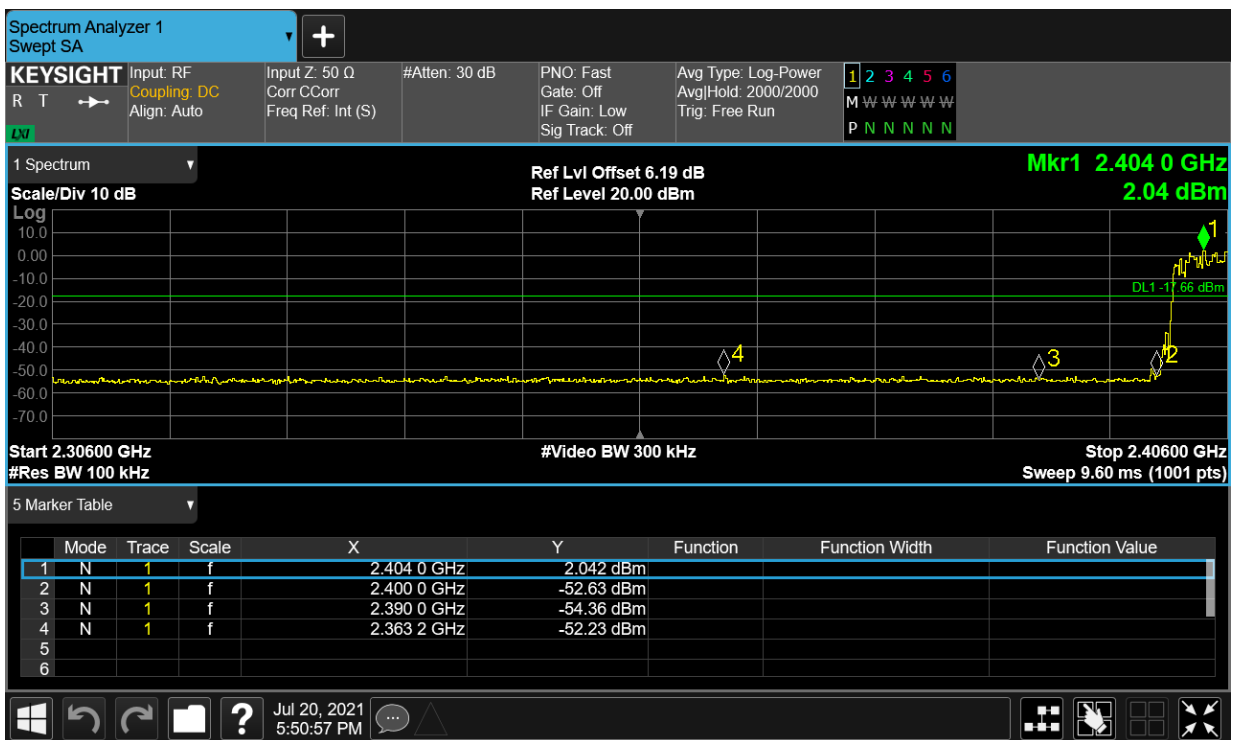 Spectrum Analyzer 1
Swept SA
KEYSIGHT
R T
LXI
Input: RF
Coupling: DC
Align: Auto
Input Z: 50 Ω
Corr CCorr
Freq Ref: Int (S)
#Atten: 30 dB
PNO: Fast
Gate: Off
IF Gain: Low
Sig Track: Off
Avg Type: Log-Power
Avg|Hold: 2000/2000
Trig: Free Run
1 2 3 4 5 6
M W W W W W
P N N N N N
1 Spectrum
Scale/Div 10 dB
Ref Lvl Offset 6.19 dB
Ref Level 20.00 dBm
Mkr1 2.404 0 GHz
2.04 dBm
Log
10.0
0.00
-10.0
-20.0
-30.0
-40.0
-50.0
-60.0
-70.0
1
DL1 -17.66 dBm
4
3
2
Start 2.30600 GHz
#Video BW 300 kHz
Stop 2.40600 GHz
#Res BW 100 kHz
Sweep 9.60 ms (1001 pts)
5 Marker Table
Mode Trace Scale X Y Function Function Width Function Value
1 N 1 f 2.404 0 GHz 2.042 dBm
2 N 1 f 2.400 0 GHz -52.63 dBm
3 N 1 f 2.390 0 GHz -54.36 dBm
4 N 1 f 2.363 2 GHz -52.23 dBm
5
6
?
Jul 20, 2021
5:50:57 PM